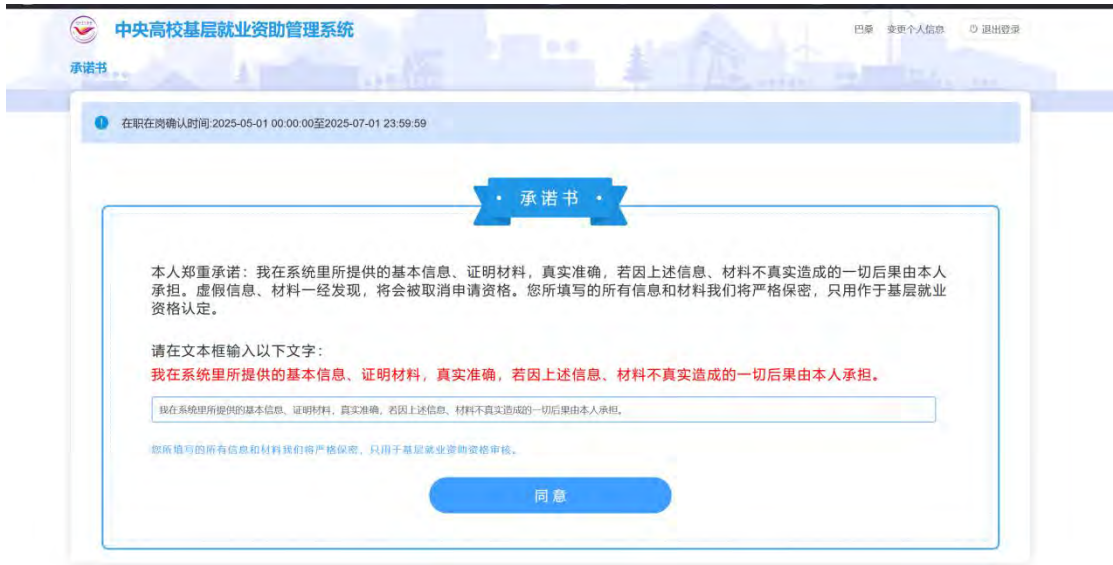 中央高校基层就业资助管理系统
巴桑 变更个人信息 退出登录
承诺书
在职在岗确认时间:2025-05-01 00:00:00至2025-07-01 23:59:59
· 承诺书 ·
本人郑重承诺：我在系统里所提供的基本信息、证明材料，真实准确，若因上述信息、材料不真实造成的一切后果由本人
承担。虚假信息、材料一经发现，将会被取消申请资格。您所填写的所有信息和材料我们将严格保密，只用作于基层就业
资格认定。
请在文本框输入以下文字：
我在系统里所提供的基本信息、证明材料，真实准确，若因上述信息、材料不真实造成的一切后果由本人承担。
我在系统里所提供的基本信息、证明材料，真实准确，若因上述信息、材料不真实造成的一切后果由本人承担。
您所填写的所有信息和材料我们将严格保密，只用于基层就业资助资格审核。
同意